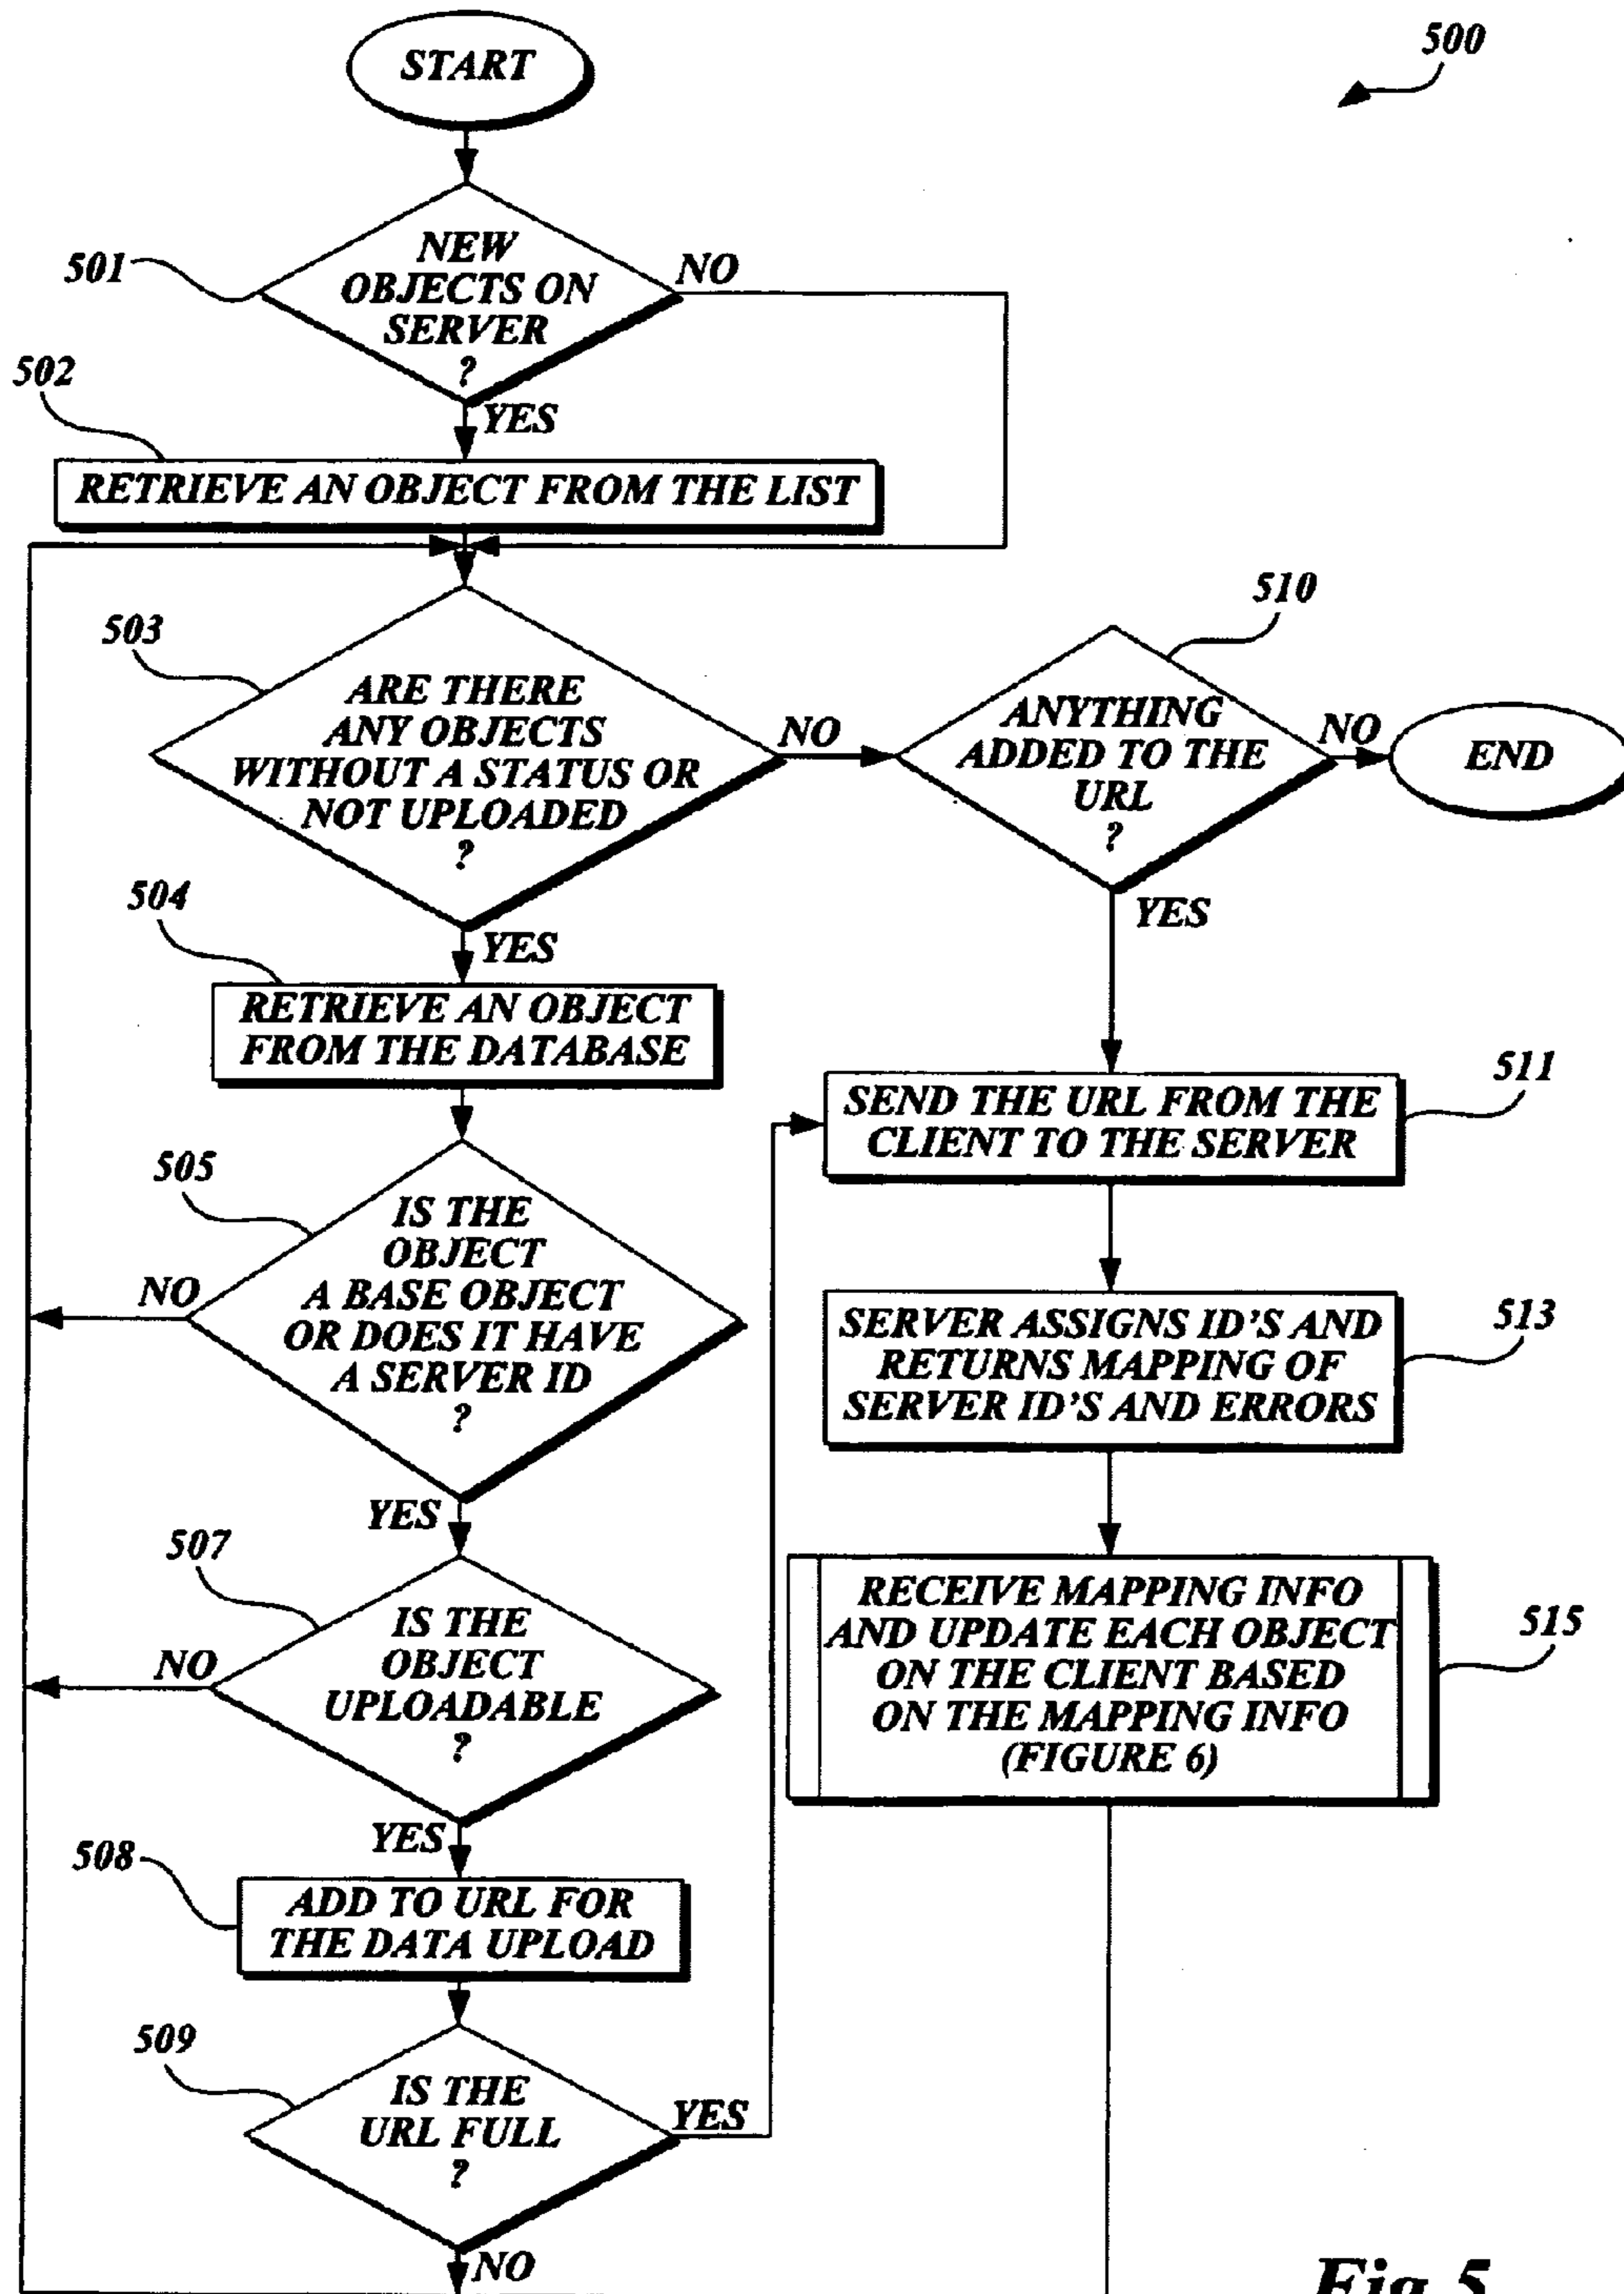 START
500
501
NEW
OBJECTS ON
SERVER
?
NO
YES
502
RETRIEVE AN OBJECT FROM THE LIST
503
ARE THERE
ANY OBJECTS
WITHOUT A STATUS OR
NOT UPLOADED
?
NO
YES
510
ANYTHING
ADDED TO THE
URL
?
NO
END
YES
504
RETRIEVE AN OBJECT
FROM THE DATABASE
505
IS THE
OBJECT
A BASE OBJECT
OR DOES IT HAVE
A SERVER ID
?
NO
YES
507
IS THE
OBJECT
UPLOADABLE
?
NO
YES
508
ADD TO URL FOR
THE DATA UPLOAD
509
IS THE
URL FULL
?
YES
NO
SEND THE URL FROM THE
CLIENT TO THE SERVER
511
SERVER ASSIGNS ID'S AND
RETURNS MAPPING OF
SERVER ID'S AND ERRORS
513
RECEIVE MAPPING INFO
AND UPDATE EACH OBJECT
ON THE CLIENT BASED
ON THE MAPPING INFO
(FIGURE 6)
515
Fig.5